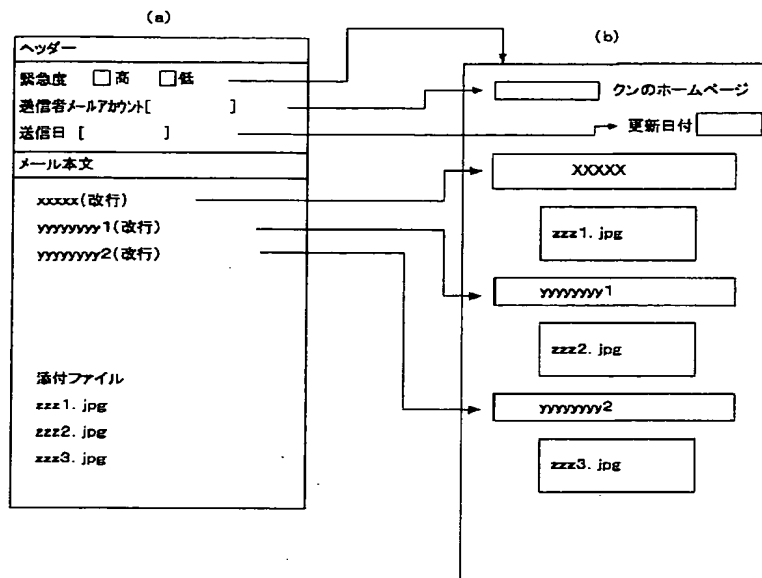 (a)
ヘッダー
緊急度 □高 □低
送信者メールアカウント[ ]
送信日 [ ]
メール本文
xxxxx(改行)
yyyyyyyy1(改行)
yyyyyyyy2(改行)
添付ファイル
zzz1. jpg
zzz2. jpg
zzz3. jpg
(b)
クンのホームページ
更新日付
XXXXX
zzz1. jpg
yyyyyyyy1
zzz2. jpg
yyyyyyyy2
zzz3. jpg